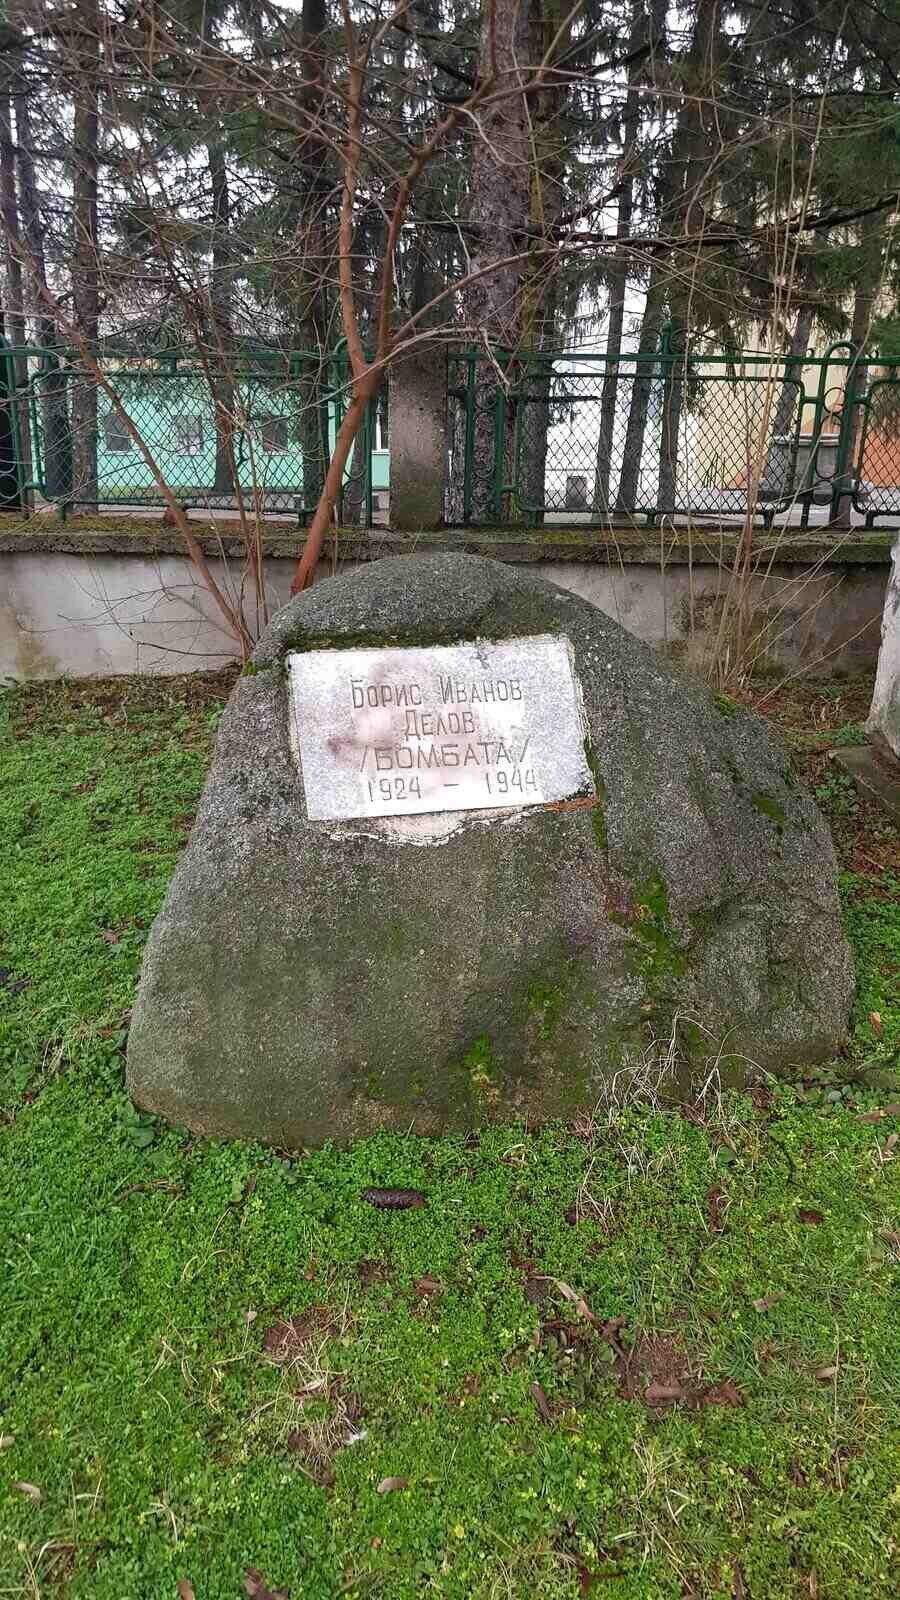 Борис Иванов
Делов
/БОМБАТА/
1924 - 1944